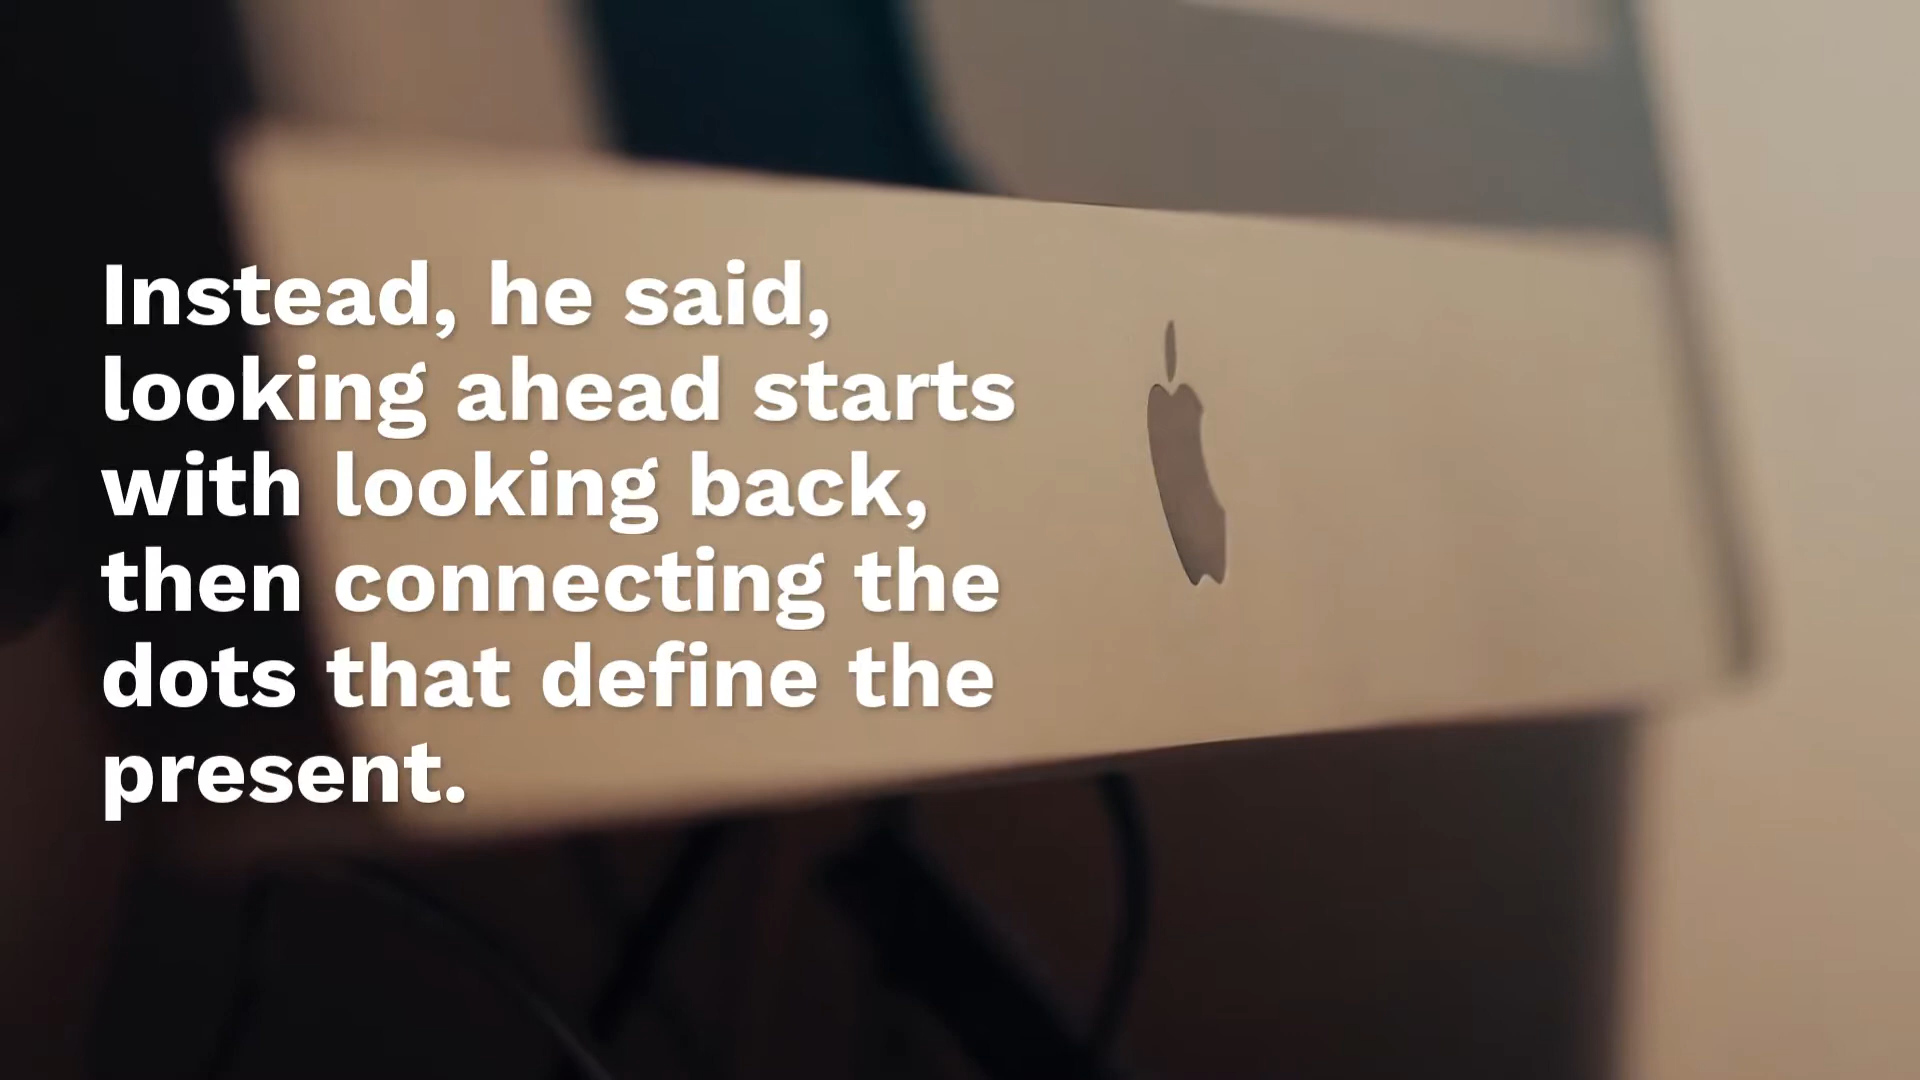 Instead, he said,
looking ahead starts
with looking back,
then connecting the
dots that define the
present.